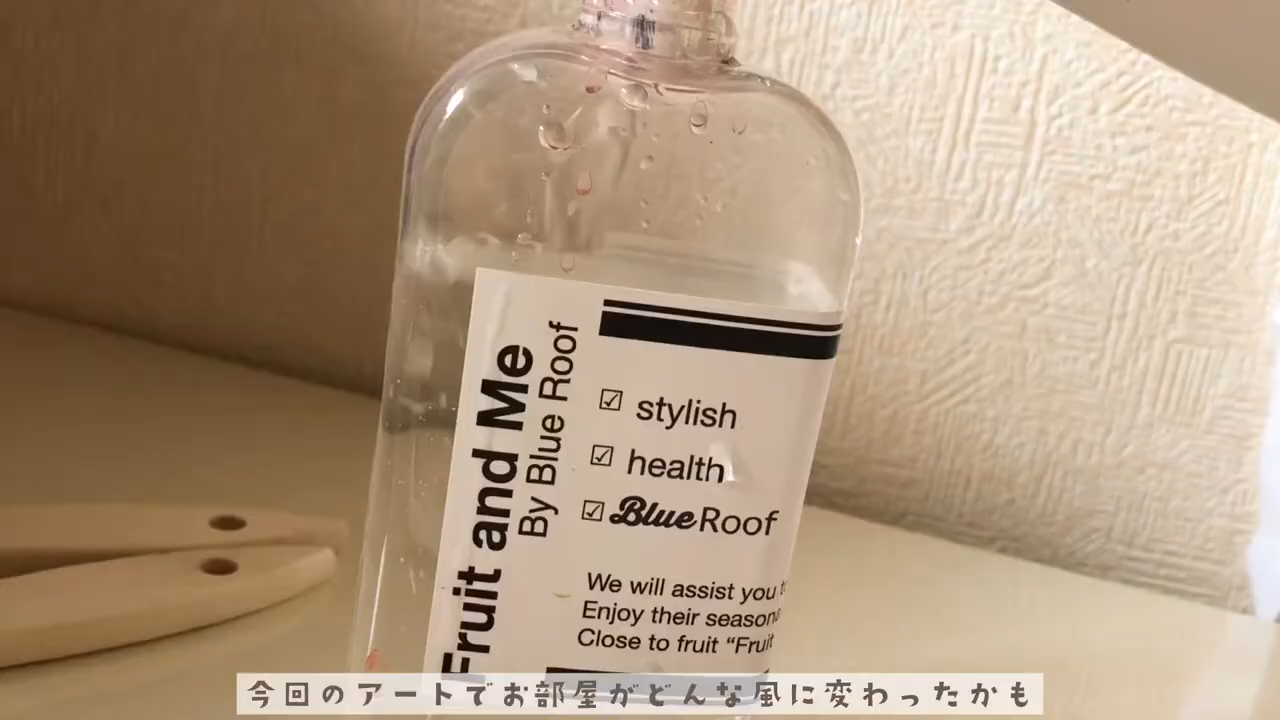 Fruit and Me
By Blue Roof
☑ stylish
☑ health
☑ Blue Roof
We will assist you
Enjoy their
Close to fruit “Fruit
今回のアートでお部屋がどんな風に変わったかも